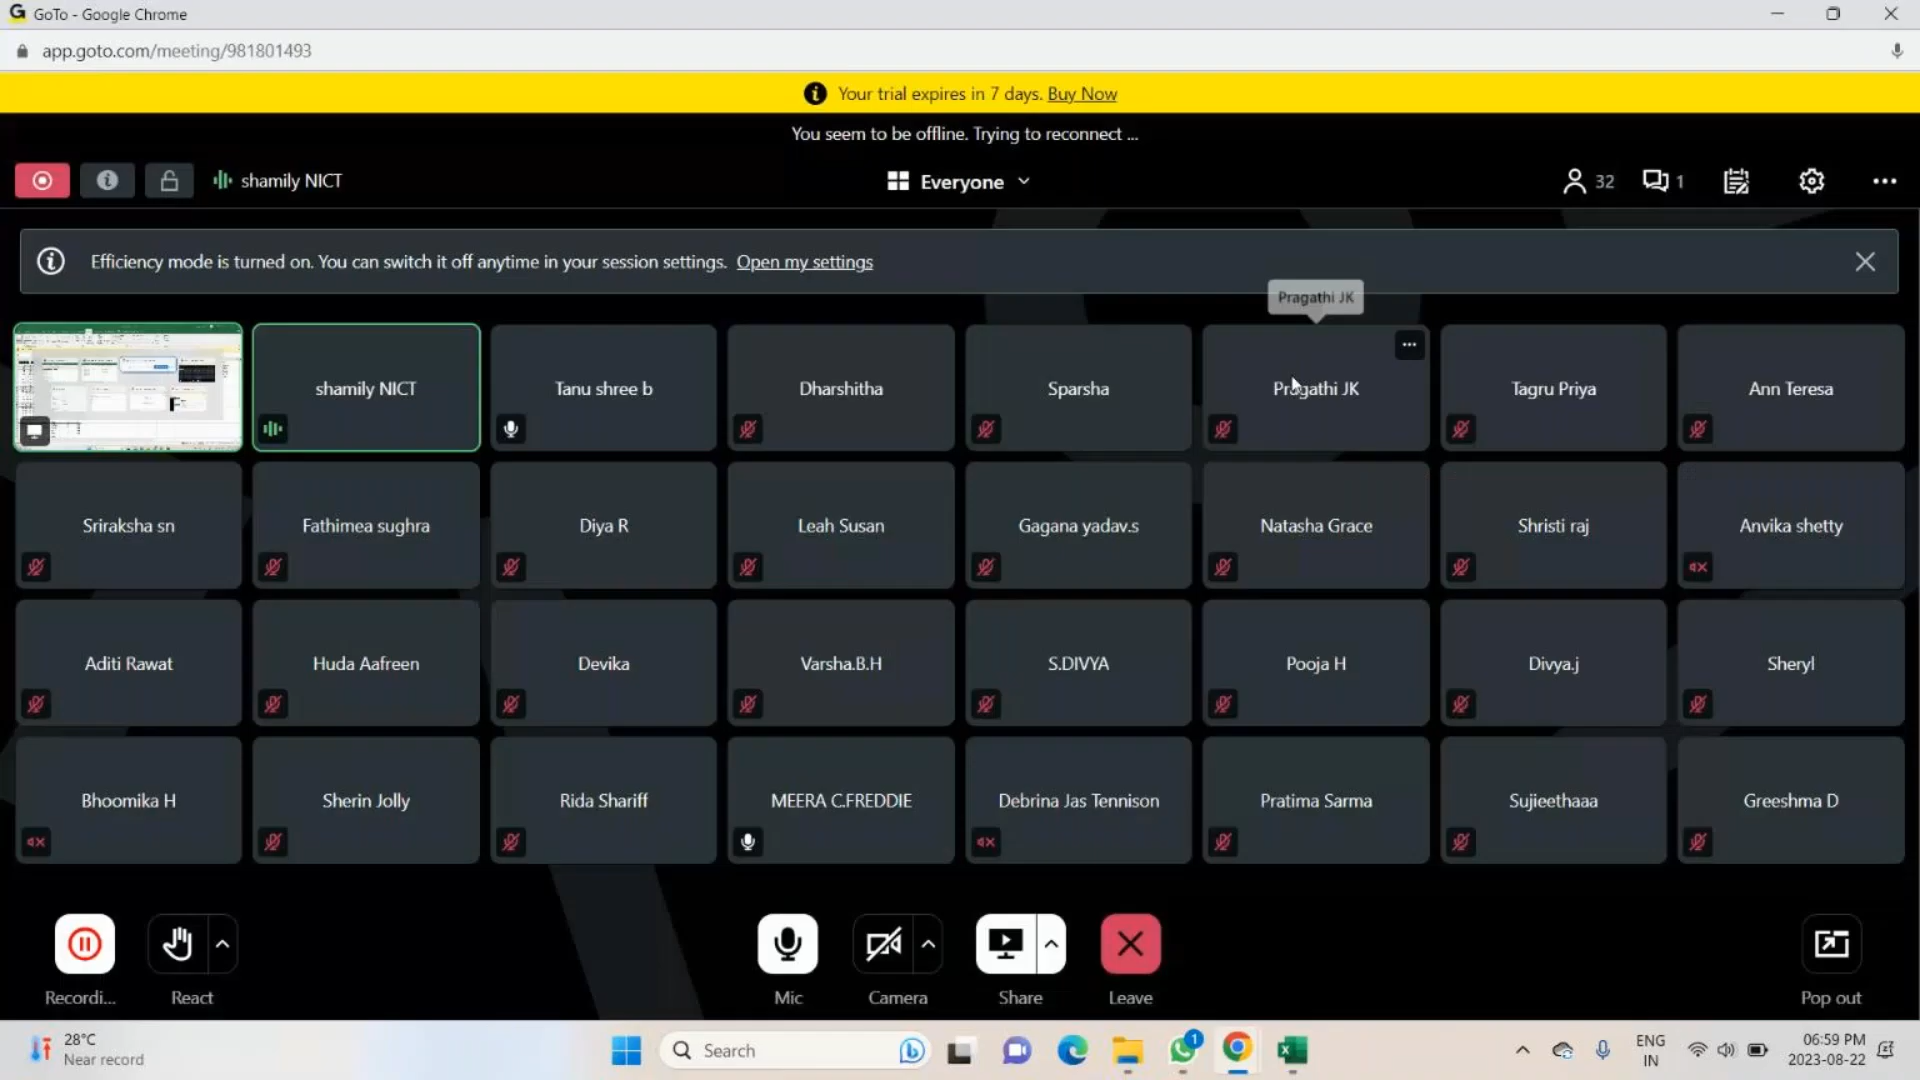 GoTo - Google Chrome
app.goto.com/meeting/981801493
Your trial expires in 7 days. Buy Now
You seem to be offline. Trying to reconnect ...
shamily NICT
Everyone
32
1
Efficiency mode is turned on. You can switch it off anytime in your session settings. Open my settings
Pragathi JK
shamily NICT
Tanu shree b
Dharshitha
Sparsha
Pragathi JK
Tagru Priya
Ann Teresa
Sriraksha sn
Fathimea sughra
Diya R
Leah Susan
Gagana yadav.s
Natasha Grace
Shristi raj
Anvika shetty
Aditi Rawat
Huda Aafreen
Devika
Varsha.B.H
S.DIVYA
Pooja H
Divya.j
Sheryl
Bhoomika H
Sherin Jolly
Rida Shariff
MEERA C.FREDDIE
Debrina Jas Tennison
Pratima Sarma
Sujieethaaa
Greeshma D
Recordi...
React
Mic
Camera
Share
Leave
Pop out
28°C
Near record
Search
1
ENG
IN
06:59 PM
2023-08-22